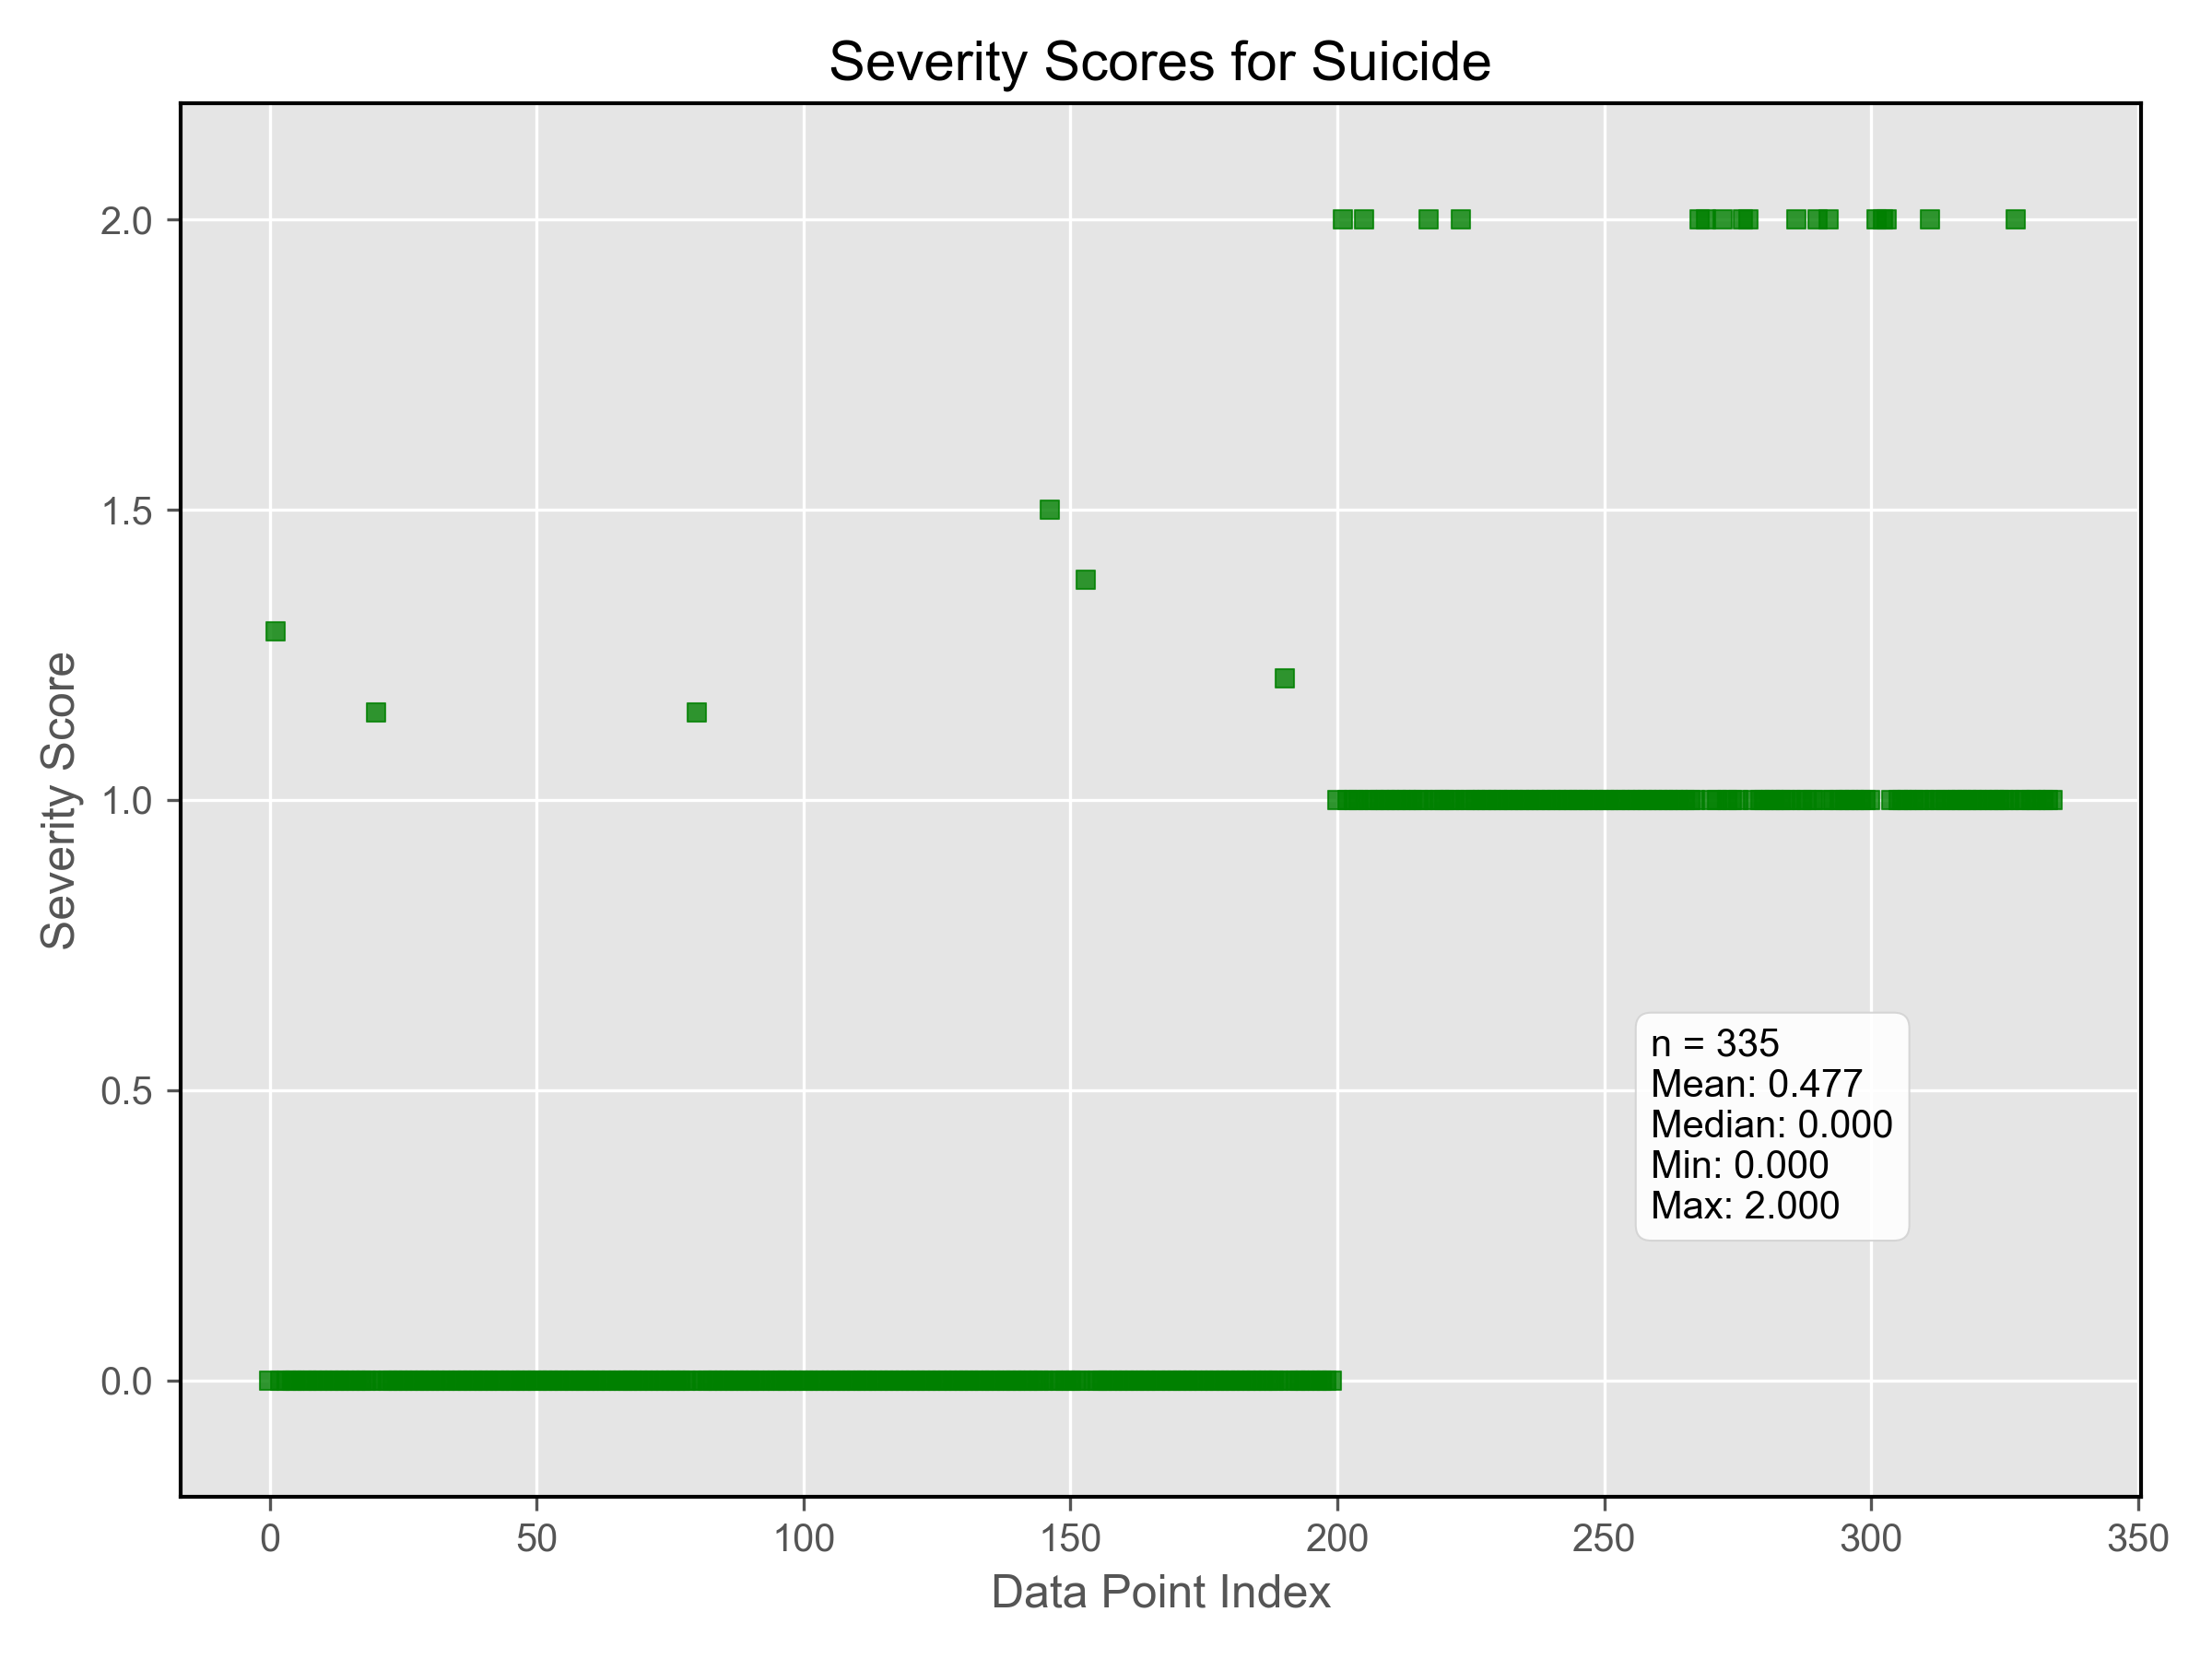 Severity Scores for Suicide
Severity Score
2.0
1.5
1.0
0.5
0.0
n = 335
Mean: 0.477
Median: 0.000
Min: 0.000
Max: 2.000
0 50 100 150 200 250 300 350
Data Point Index